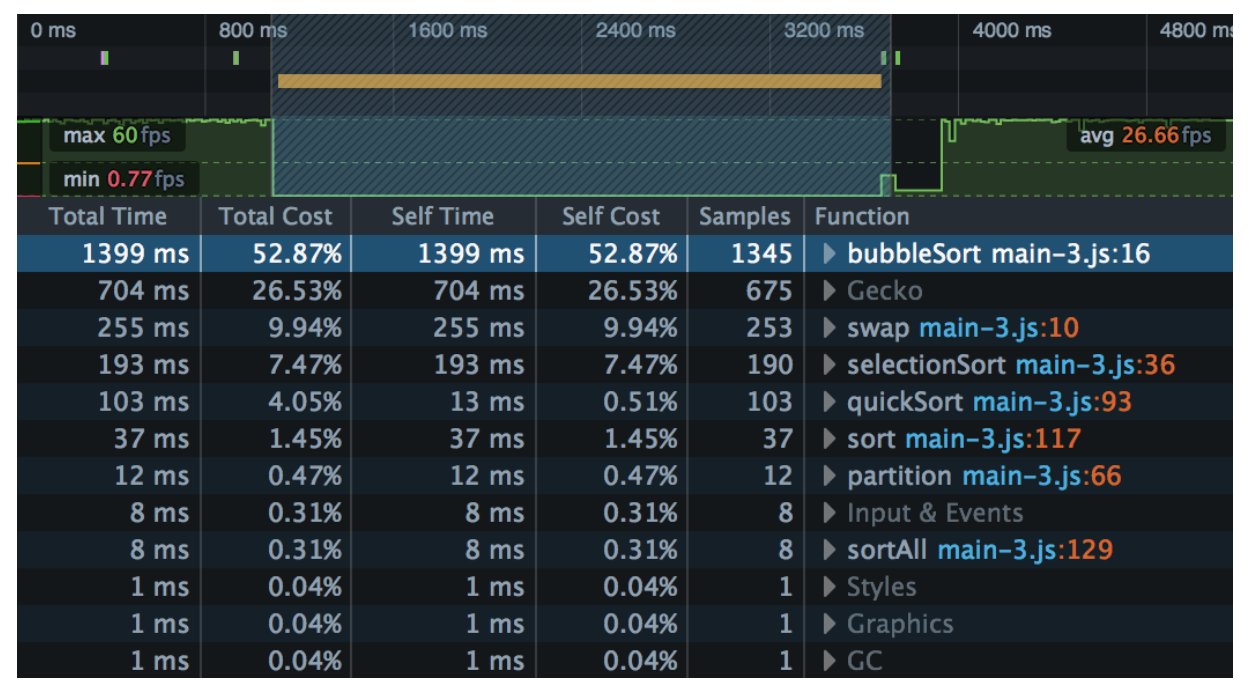 0 ms 800 ms 1600 ms 2400 ms 3200 ms 4000 ms 4800 ms
max 60 fps avg 26.66 fps
min 0.77 fps
Total Time Total Cost Self Time Self Cost Samples Function
1399 ms 52.87% 1399 ms 52.87% 1345 bubbleSort main-3.js:16
704 ms 26.53% 704 ms 26.53% 675 Gecko
255 ms 9.94% 255 ms 9.94% 253 swap main-3.js:10
193 ms 7.47% 193 ms 7.47% 190 selectionSort main-3.js:36
103 ms 4.05% 13 ms 0.51% 103 quickSort main-3.js:93
37 ms 1.45% 37 ms 1.45% 37 sort main-3.js:117
12 ms 0.47% 12 ms 0.47% 12 partition main-3.js:66
8 ms 0.31% 8 ms 0.31% 8 Input & Events
8 ms 0.31% 8 ms 0.31% 8 sortAll main-3.js:129
1 ms 0.04% 1 ms 0.04% 1 Styles
1 ms 0.04% 1 ms 0.04% 1 Graphics
1 ms 0.04% 1 ms 0.04% 1 GC